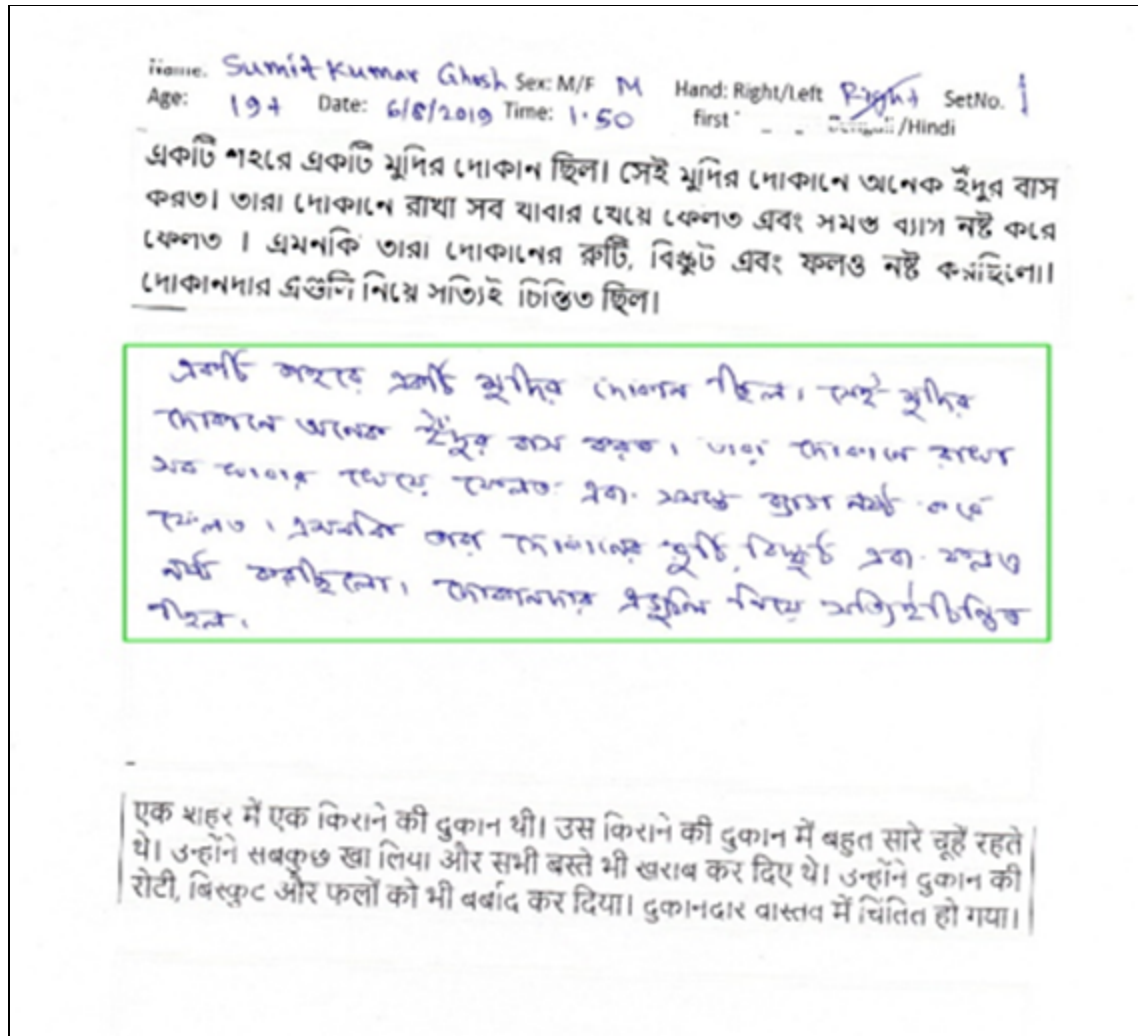 Name. Sumit Kumar Ghosh Sex: M/F M Hand: Right/Left Right SetNo. 1
Age: 19+ Date: 6/8/2019 Time: 1.50 first /Hindi
একটি শহরে একটি মুদির দোকান ছিল। সেই মুদির দোকানে অনেক ইঁদুর বাস
করত। তারা দোকানে রাখা সব খাবার খেয়ে ফেলত এবং সমস্ত ব্যাগ নষ্ট করে
ফেলত । এমনকি তারা দোকানের রুটি, বিস্কুট এবং ফলও নষ্ট করছিলো।
দোকানদার এগুলি নিয়ে সত্যিই চিন্তিত ছিল।
একটি শহরে একটি মুদির দোকান ছিল। সেই মুদির
দোকানে অনেক ইঁদুর বাস করত। তারা দোকানে রাখা
সব খাবার খেয়ে ফেলত এবং সমস্ত ব্যাগ নষ্ট করে
ফেলত। এমনকি তারা দোকানের রুটি, বিস্কুট এবং ফলও
নষ্ট করছিলো। দোকানদার এগুলি নিয়ে সত্যিই চিন্তিত
ছিল।
एक शहर में एक किराने की दुकान थी। उस किराने की दुकान में बहुत सारे चूहें रहते
थे। उन्होंने सबकुछ खा लिया और सभी बस्ते भी खराब कर दिए थे। उन्होंने दुकान की
रोटी, बिस्कुट और फलों को भी बर्बाद कर दिया। दुकानदार वास्तव में चिंतित हो गया।